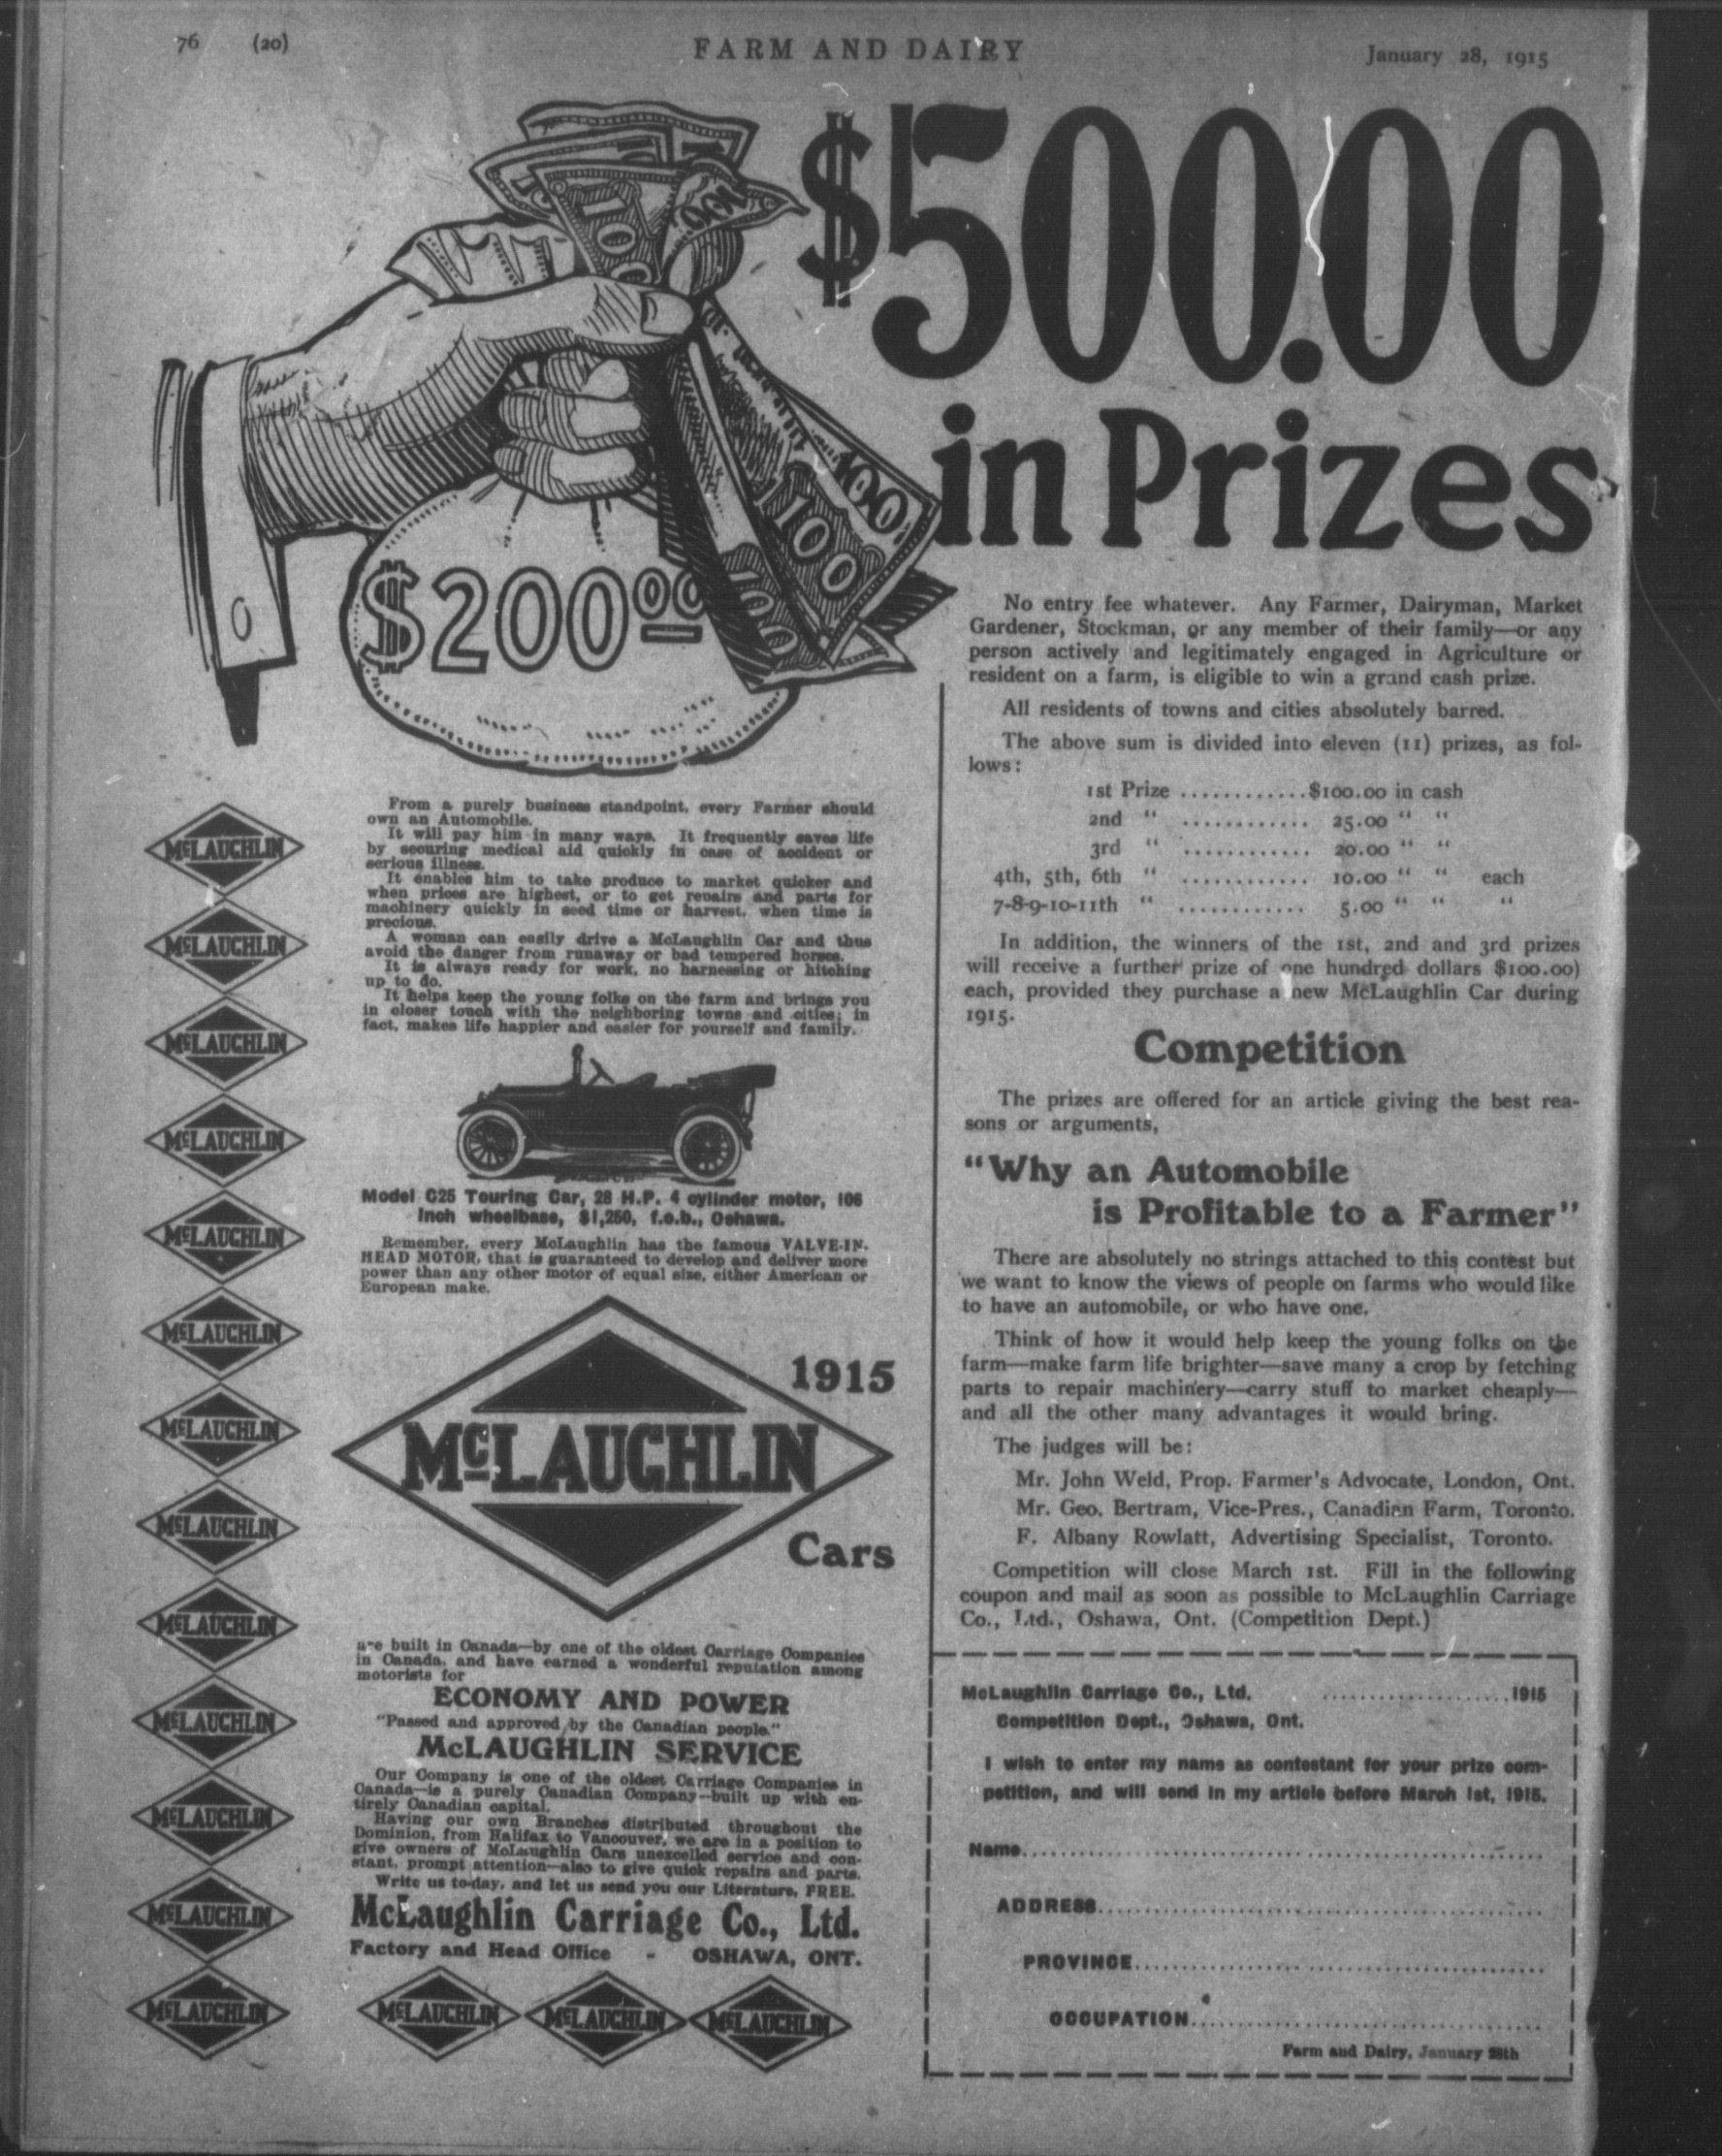 76 (20) FARM AND DAIRY January 28, 1915
$500.00
in Prizes
100
100
100
100
100
$200.00
No entry fee whatever. Any Farmer, Dairyman, Market
Gardener, Stockman, or any member of their family—or any
person actively and legitimately engaged in Agriculture or
resident on a farm, is eligible to win a grand cash prize.
All residents of towns and cities absolutely barred.
The above sum is divided into eleven (11) prizes, as fol-
lows:
1st Prize ............$100.00 in cash
2nd " ............ 25.00 " "
3rd " ............ 20.00 " "
4th, 5th, 6th " ............ 10.00 " " each
7-8-9-10-11th " ............ 5.00 " " "
In addition, the winners of the 1st, 2nd and 3rd prizes
will receive a further prize of one hundred dollars $100.00)
each, provided they purchase a new McLaughlin Car during
1915.
Competition
The prizes are offered for an article giving the best rea-
sons or arguments,
"Why an Automobile
is Profitable to a Farmer"
There are absolutely no strings attached to this contest but
we want to know the views of people on farms who would like
to have an automobile, or who have one.
Think of how it would help keep the young folks on the
farm—make farm life brighter—save many a crop by fetching
parts to repair machinery—carry stuff to market cheaply—
and all the other many advantages it would bring.
The judges will be:
Mr. John Weld, Prop. Farmer's Advocate, London, Ont.
Mr. Geo. Bertram, Vice-Pres., Canadian Farm, Toronto.
F. Albany Rowlatt, Advertising Specialist, Toronto.
Competition will close March 1st. Fill in the following
coupon and mail as soon as possible to McLaughlin Carriage
Co., Ltd., Oshawa, Ont. (Competition Dept.)
McLaughlin Carriage Co., Ltd. ....................1915
Competition Dept., Oshawa, Ont.
I wish to enter my name as contestant for your prize com-
petition, and will send in my article before March 1st, 1915.
Name..........................................................
ADDRESS..................................................
PROVINCE..............................................
OCCUPATION........................................
Farm and Dairy, January 28th
From a purely business standpoint, every Farmer should
own an Automobile.
It will pay him in many ways. It frequently saves life
by securing medical aid quickly in case of accident or
serious illness.
It enables him to take produce to market quicker and
when prices are highest, or to get repairs and parts for
machinery quickly in seed time or harvest, when time is
precious.
A woman can easily drive a McLaughlin Car and thus
avoid the danger from runaway or bad tempered horses.
It is always ready for work, no harnessing or hitching
up to do.
It helps keep the young folks on the farm and brings you
in closer touch with the neighboring towns and cities; in
fact, makes life happier and easier for yourself and family.
Model C25 Touring Car, 28 H.P. 4 cylinder motor, 106
inch wheelbase, $1,250, f.o.b., Oshawa.
Remember, every McLaughlin has the famous VALVE-IN-
HEAD MOTOR, that is guaranteed to develop and deliver more
power than any other motor of equal size, either American or
European make.
1915
McLAUGHLIN
Cars
are built in Canada—by one of the oldest Carriage Companies
in Canada, and have earned a wonderful reputation among
motorists for
ECONOMY AND POWER
"Passed and approved by the Canadian people."
McLAUGHLIN SERVICE
Our Company is one of the oldest Carriage Companies in
Canada—is a purely Canadian Company—built up with en-
tirely Canadian capital.
Having our own Branches distributed throughout the
Dominion, from Halifax to Vancouver, we are in a position to
give owners of McLaughlin Cars unexcelled service and con-
stant, prompt attention—also to give quick repairs and parts.
Write us to-day, and let us send you our Literature, FREE.
McLaughlin Carriage Co., Ltd.
Factory and Head Office - OSHAWA, ONT.
McLAUGHLIN
McLAUGHLIN
McLAUGHLIN
McLAUGHLIN
McLAUGHLIN
McLAUGHLIN
McLAUGHLIN
McLAUGHLIN
McLAUGHLIN
McLAUGHLIN
McLAUGHLIN
McLAUGHLIN
McLAUGHLIN McLAUGHLIN McLAUGHLIN McLAUGHLIN